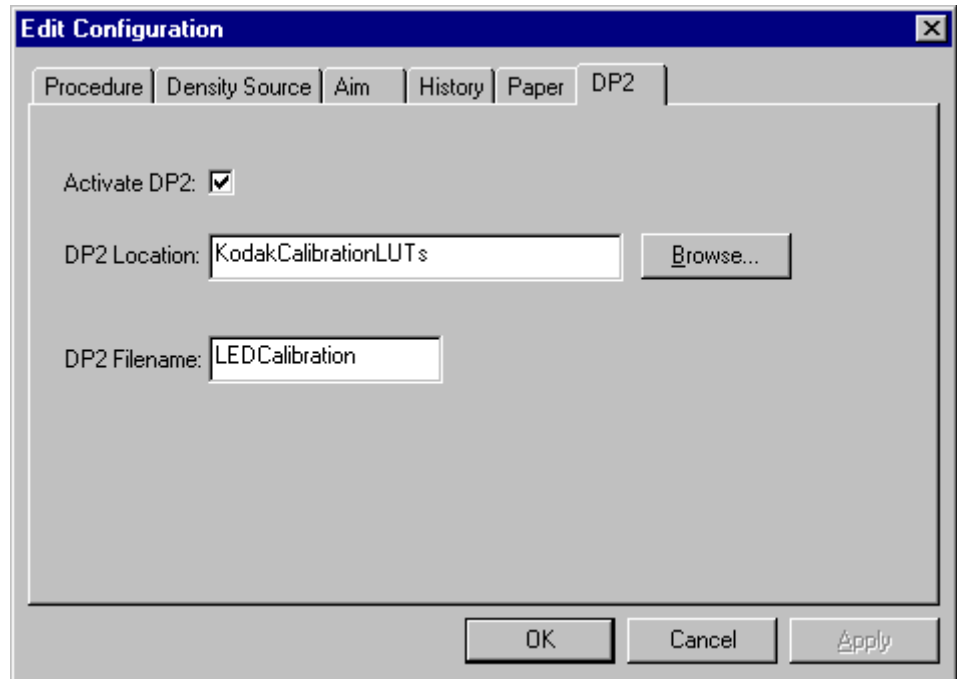 Edit Configuration
Procedure Density Source Aim History Paper DP2
Activate DP2:
DP2 Location: KodakCalibrationLUTs Browse...
DP2 Filename: LEDCalibration
OK Cancel Apply